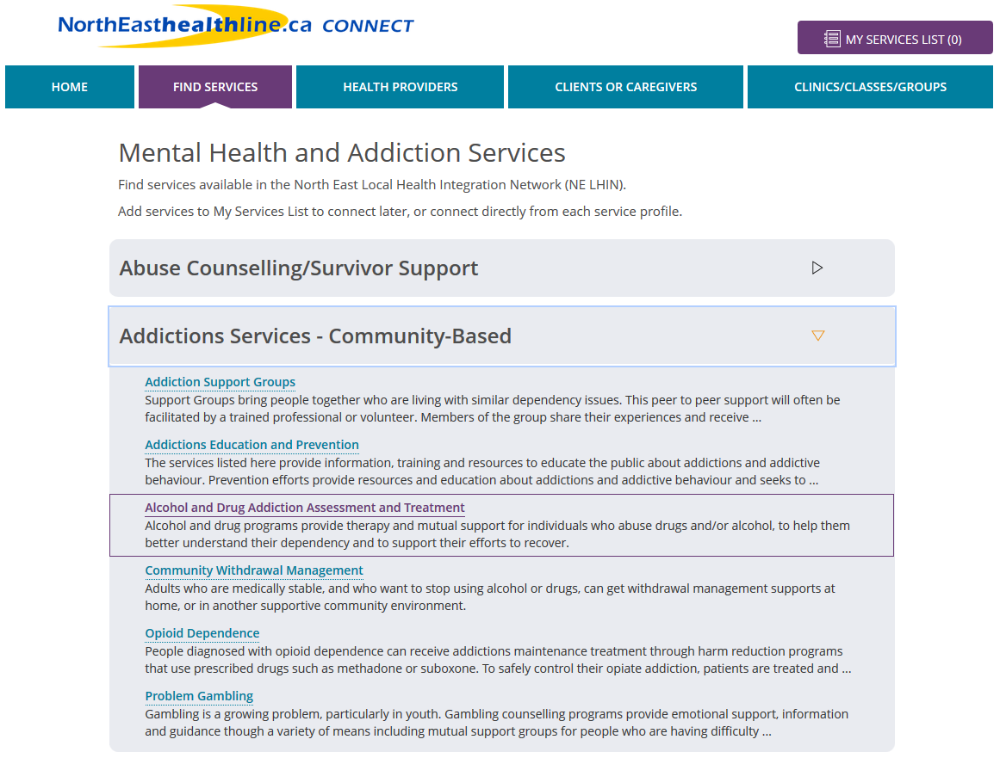 NorthEasthealthline.ca CONNECT
MY SERVICES LIST (0)
HOME
FIND SERVICES
HEALTH PROVIDERS
CLIENTS OR CAREGIVERS
CLINICS/CLASSES/GROUPS
Mental Health and Addiction Services
Find services available in the North East Local Health Integration Network (NE LHIN).
Add services to My Services List to connect later, or connect directly from each service profile.
Abuse Counselling/Survivor Support
Addictions Services - Community-Based
Addiction Support Groups
Support Groups bring people together who are living with similar dependency issues. This peer to peer support will often be
facilitated by a trained professional or volunteer. Members of the group share their experiences and receive ...
Addictions Education and Prevention
The services listed here provide information, training and resources to educate the public about addictions and addictive
behaviour. Prevention efforts provide resources and education about addictions and addictive behaviour and seeks to ...
Alcohol and Drug Addiction Assessment and Treatment
Alcohol and drug programs provide therapy and mutual support for individuals who abuse drugs and/or alcohol, to help them
better understand their dependency and to support their efforts to recover.
Community Withdrawal Management
Adults who are medically stable, and who want to stop using alcohol or drugs, can get withdrawal management supports at
home, or in another supportive community environment.
Opioid Dependence
People diagnosed with opioid dependence can receive addictions maintenance treatment through harm reduction programs
that use prescribed drugs such as methadone or suboxone. To safely control their opiate addiction, patients are treated and ...
Problem Gambling
Gambling is a growing problem, particularly in youth. Gambling counselling programs provide emotional support, information
and guidance though a variety of means including mutual support groups for people who are having difficulty ...